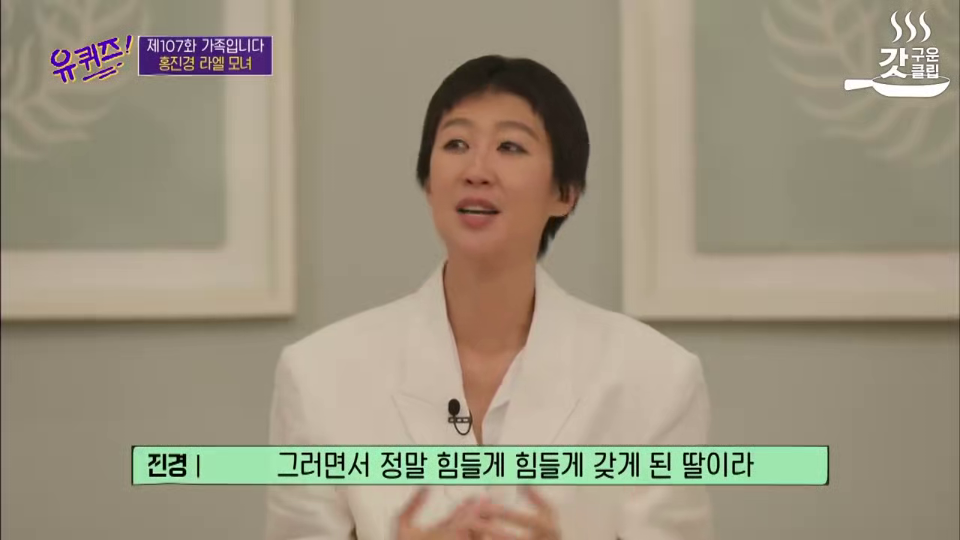 유퀴즈!
제107화 가족입니다
홍진경 라엘 모녀
갓구운
클립
진경 | 그러면서 정말 힘들게 힘들게 갖게 된 딸이라